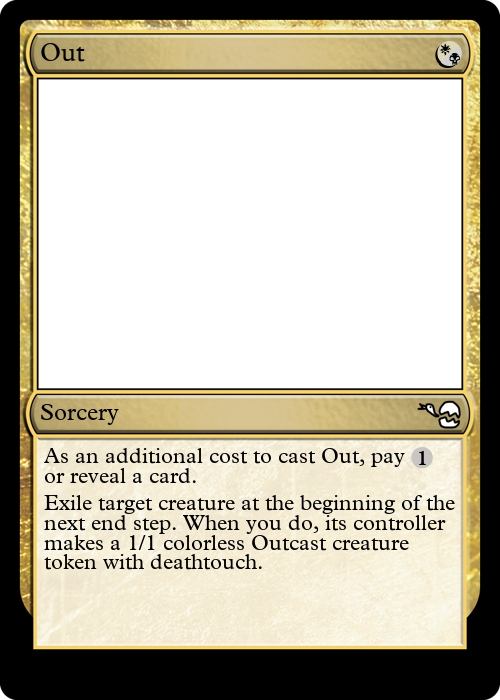 Out
Sorcery
As an additional cost to cast Out, pay 1
or reveal a card.
Exile target creature at the beginning of the
next end step. When you do, its controller
makes a 1/1 colorless Outcast creature
token with deathtouch.